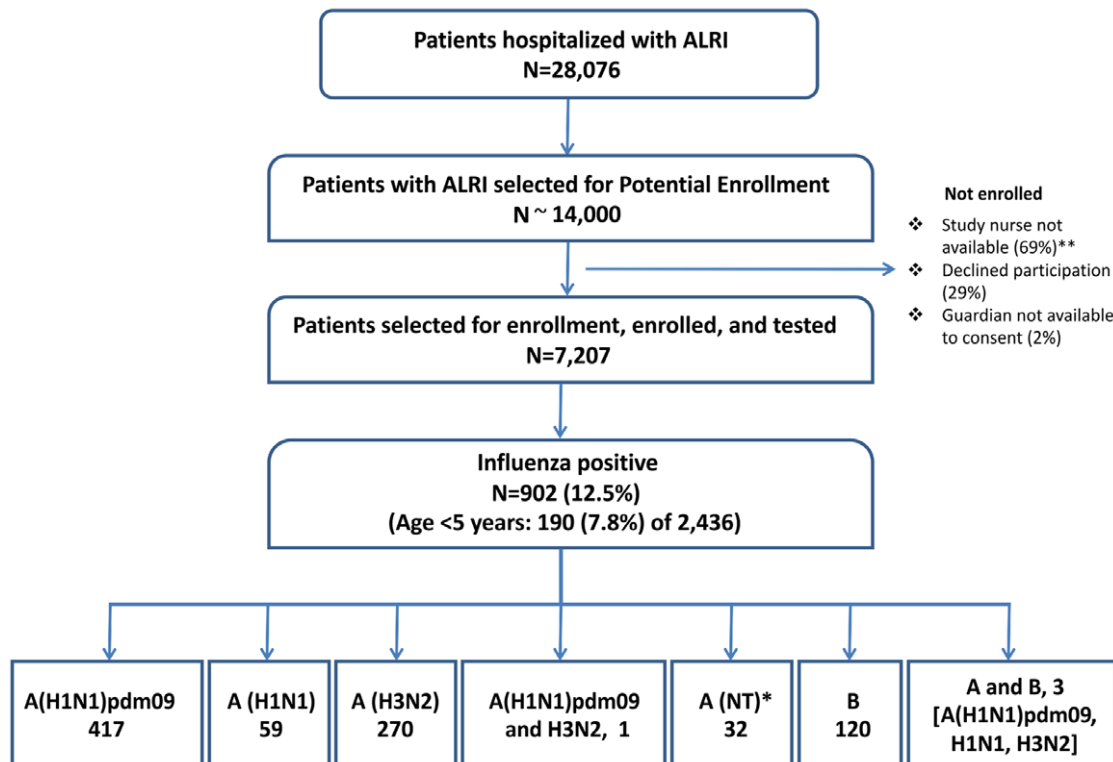 Patients hospitalized with ALRI
N=28,076
Patients with ALRI selected for Potential Enrollment
N ~ 14,000
Not enrolled
❖ Study nurse not
available (69%)**
❖ Declined participation
(29%)
❖ Guardian not available
to consent (2%)
Patients selected for enrollment, enrolled, and tested
N=7,207
Influenza positive
N=902 (12.5%)
(Age <5 years: 190 (7.8%) of 2,436)
A(H1N1)pdm09
417
A (H1N1)
59
A (H3N2)
270
A(H1N1)pdm09
and H3N2, 1
A (NT)*
32
B
120
A and B, 3
[A(H1N1)pdm09,
H1N1, H3N2]